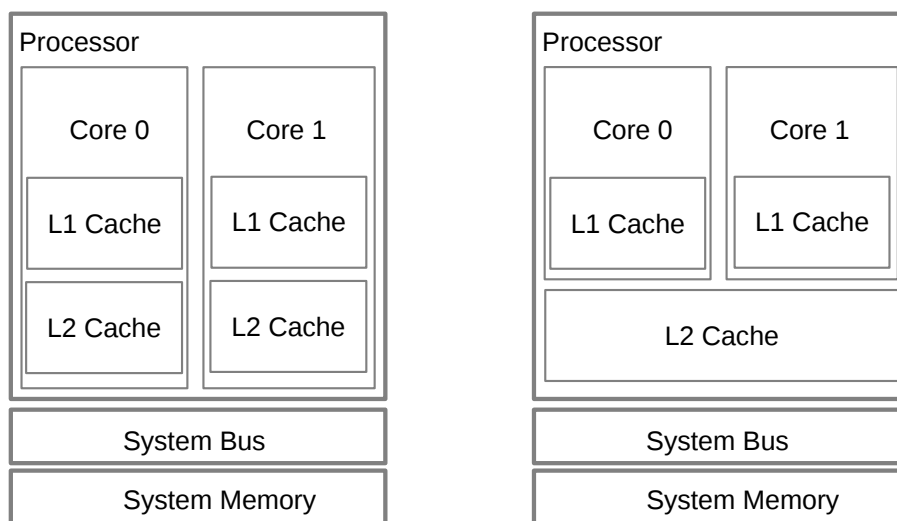 Processor
Core 0
Core 1
L1 Cache
L1 Cache
L2 Cache
L2 Cache
System Bus
System Memory
Processor
Core 0
Core 1
L1 Cache
L1 Cache
L2 Cache
System Bus
System Memory